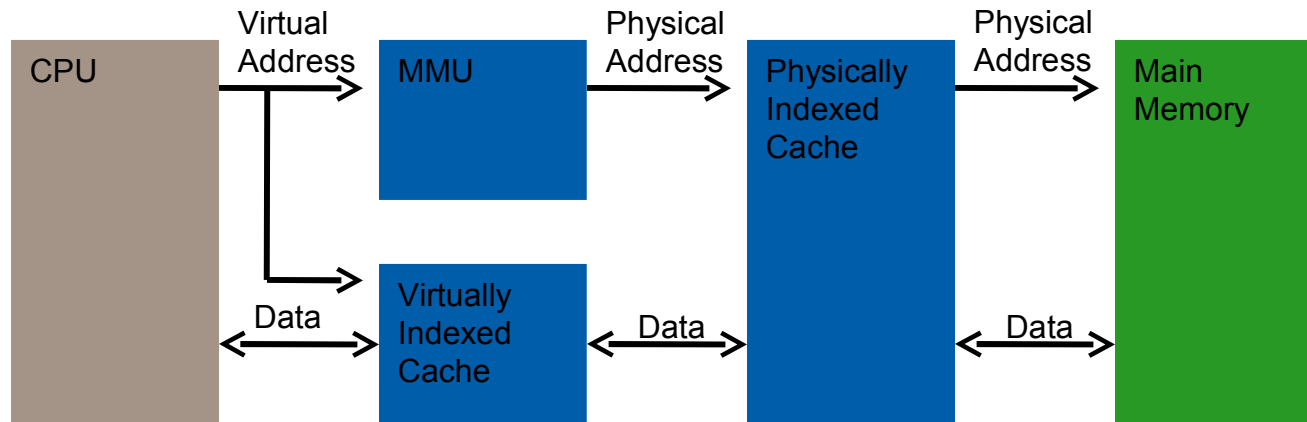 CPU
Virtual
Address
MMU
Physical
Address
Physically
Indexed
Cache
Physical
Address
Main
Memory
Data
Virtually
Indexed
Cache
Data
Data